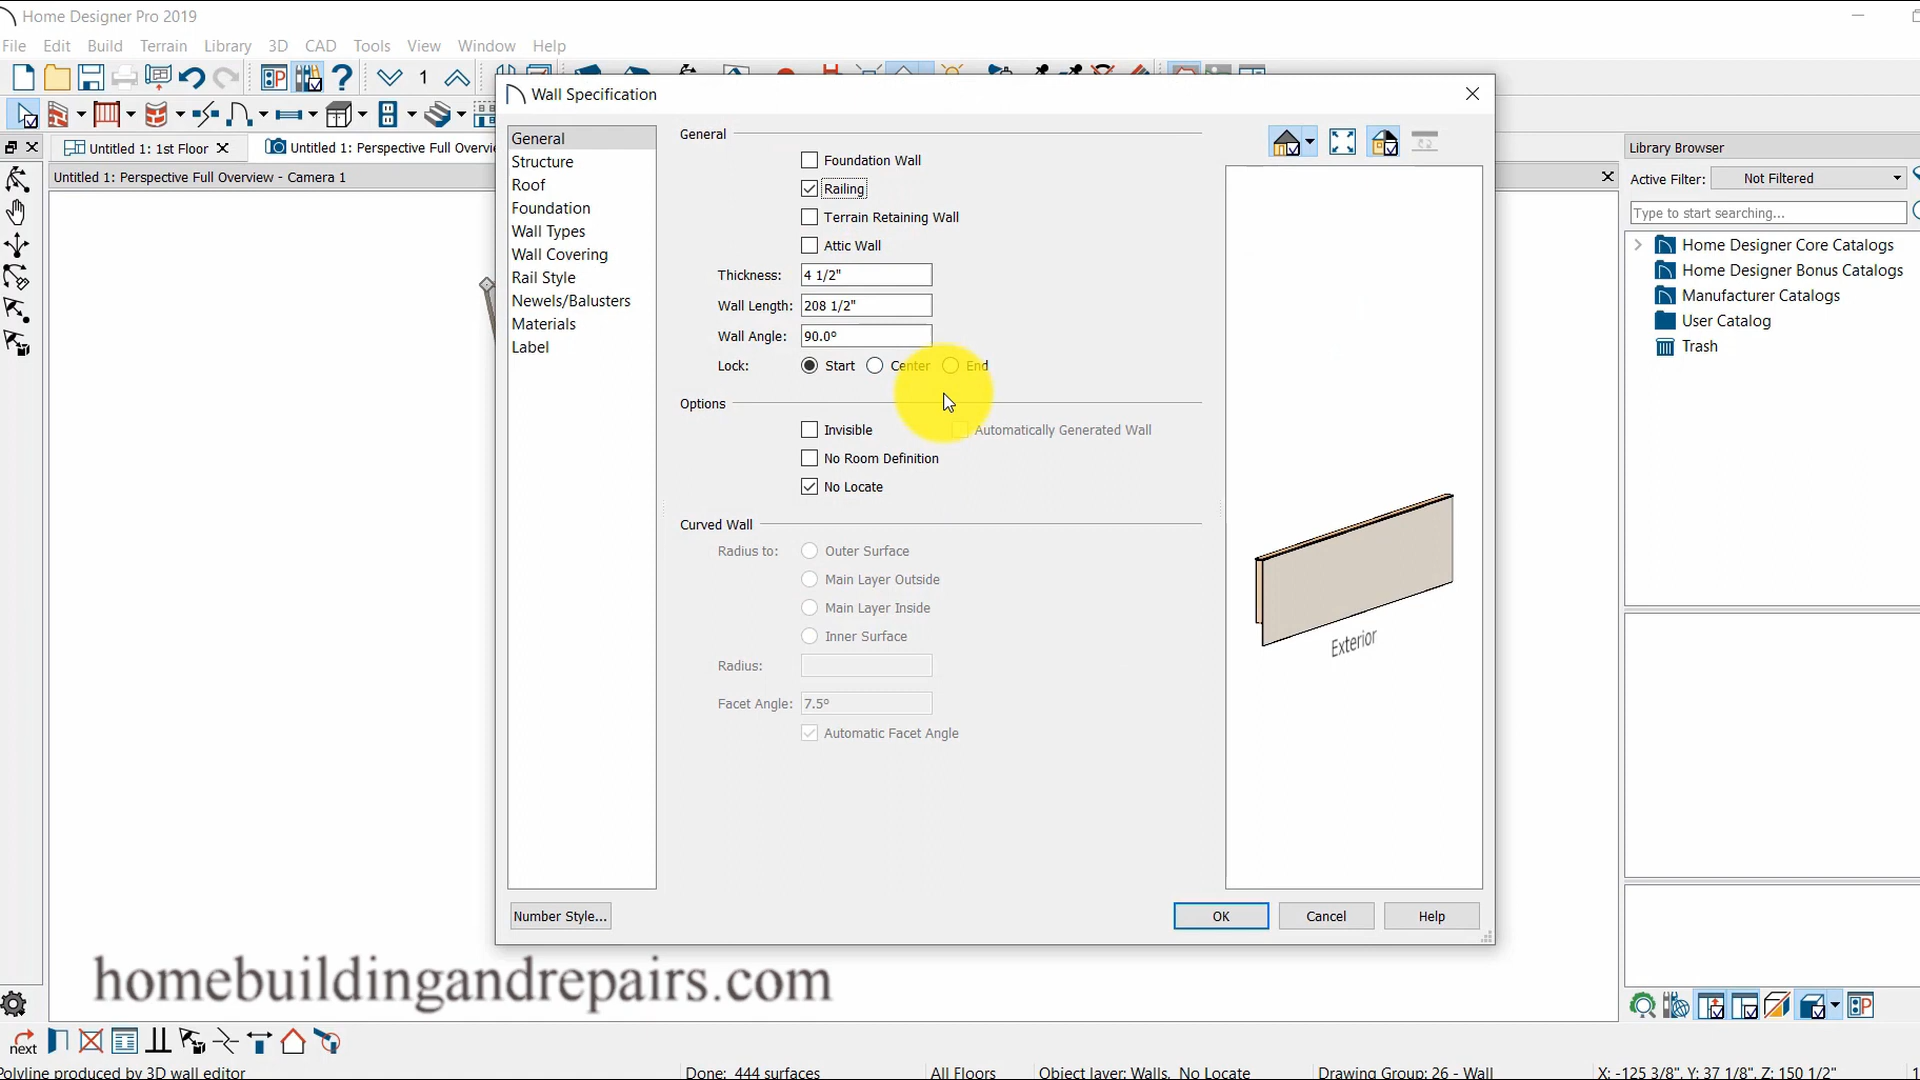 Home Designer Pro 2019
File Edit Build Terrain Library 3D CAD Tools View Window Help
1
Untitled 1: 1st Floor
Untitled 1: Perspective Full Overvi
Untitled 1: Perspective Full Overview - Camera 1
Wall Specification
General
Structure
Roof
Foundation
Wall Types
Wall Covering
Rail Style
Newels/Balusters
Materials
Label
General
Foundation Wall
Railing
Terrain Retaining Wall
Attic Wall
Thickness: 4 1/2"
Wall Length: 208 1/2"
Wall Angle: 90.0°
Lock: Start Center End
Options
Invisible Automatically Generated Wall
No Room Definition
No Locate
Curved Wall
Radius to: Outer Surface
Main Layer Outside
Main Layer Inside
Inner Surface
Radius:
Facet Angle: 7.5°
Automatic Facet Angle
Exterior
Number Style... OK Cancel Help
Library Browser
Active Filter: Not Filtered
Type to start searching...
Home Designer Core Catalogs
Home Designer Bonus Catalogs
Manufacturer Catalogs
User Catalog
Trash
homebuildingandrepairs.com
next
Polyline produced by 3D wall editor
Done: 444 surfaces
All Floors
Object layer: Walls, No Locate
Drawing Group: 26 - Wall
X: -125 3/8", Y: 37 1/8", Z: 150 1/2"